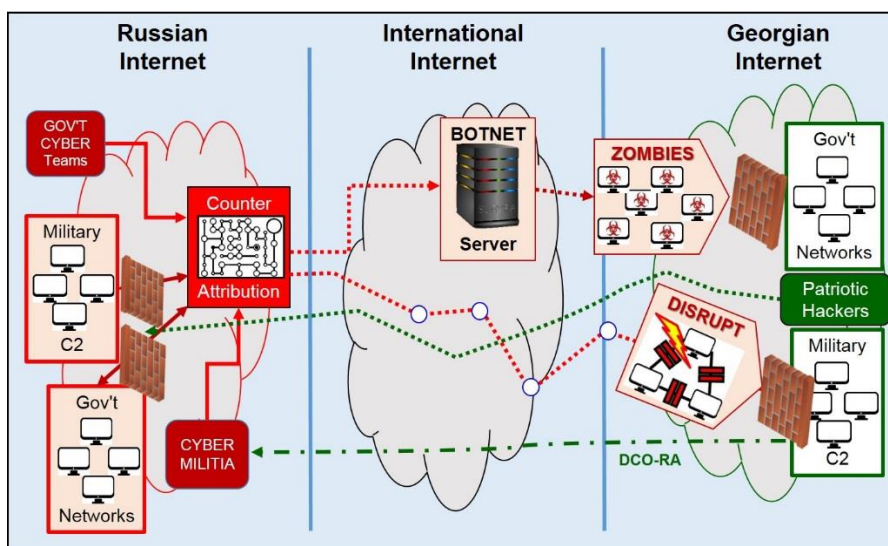 Russian
Internet
International
Internet
Georgian
Internet
GOV'T
CYBER
Teams
Military
C2
Counter
Attribution
Gov't
Networks
CYBER
MILITIA
BOTNET
Server
ZOMBIES
DISRUPT
DCO-RA
Gov't
Networks
Patriotic
Hackers
Military
C2